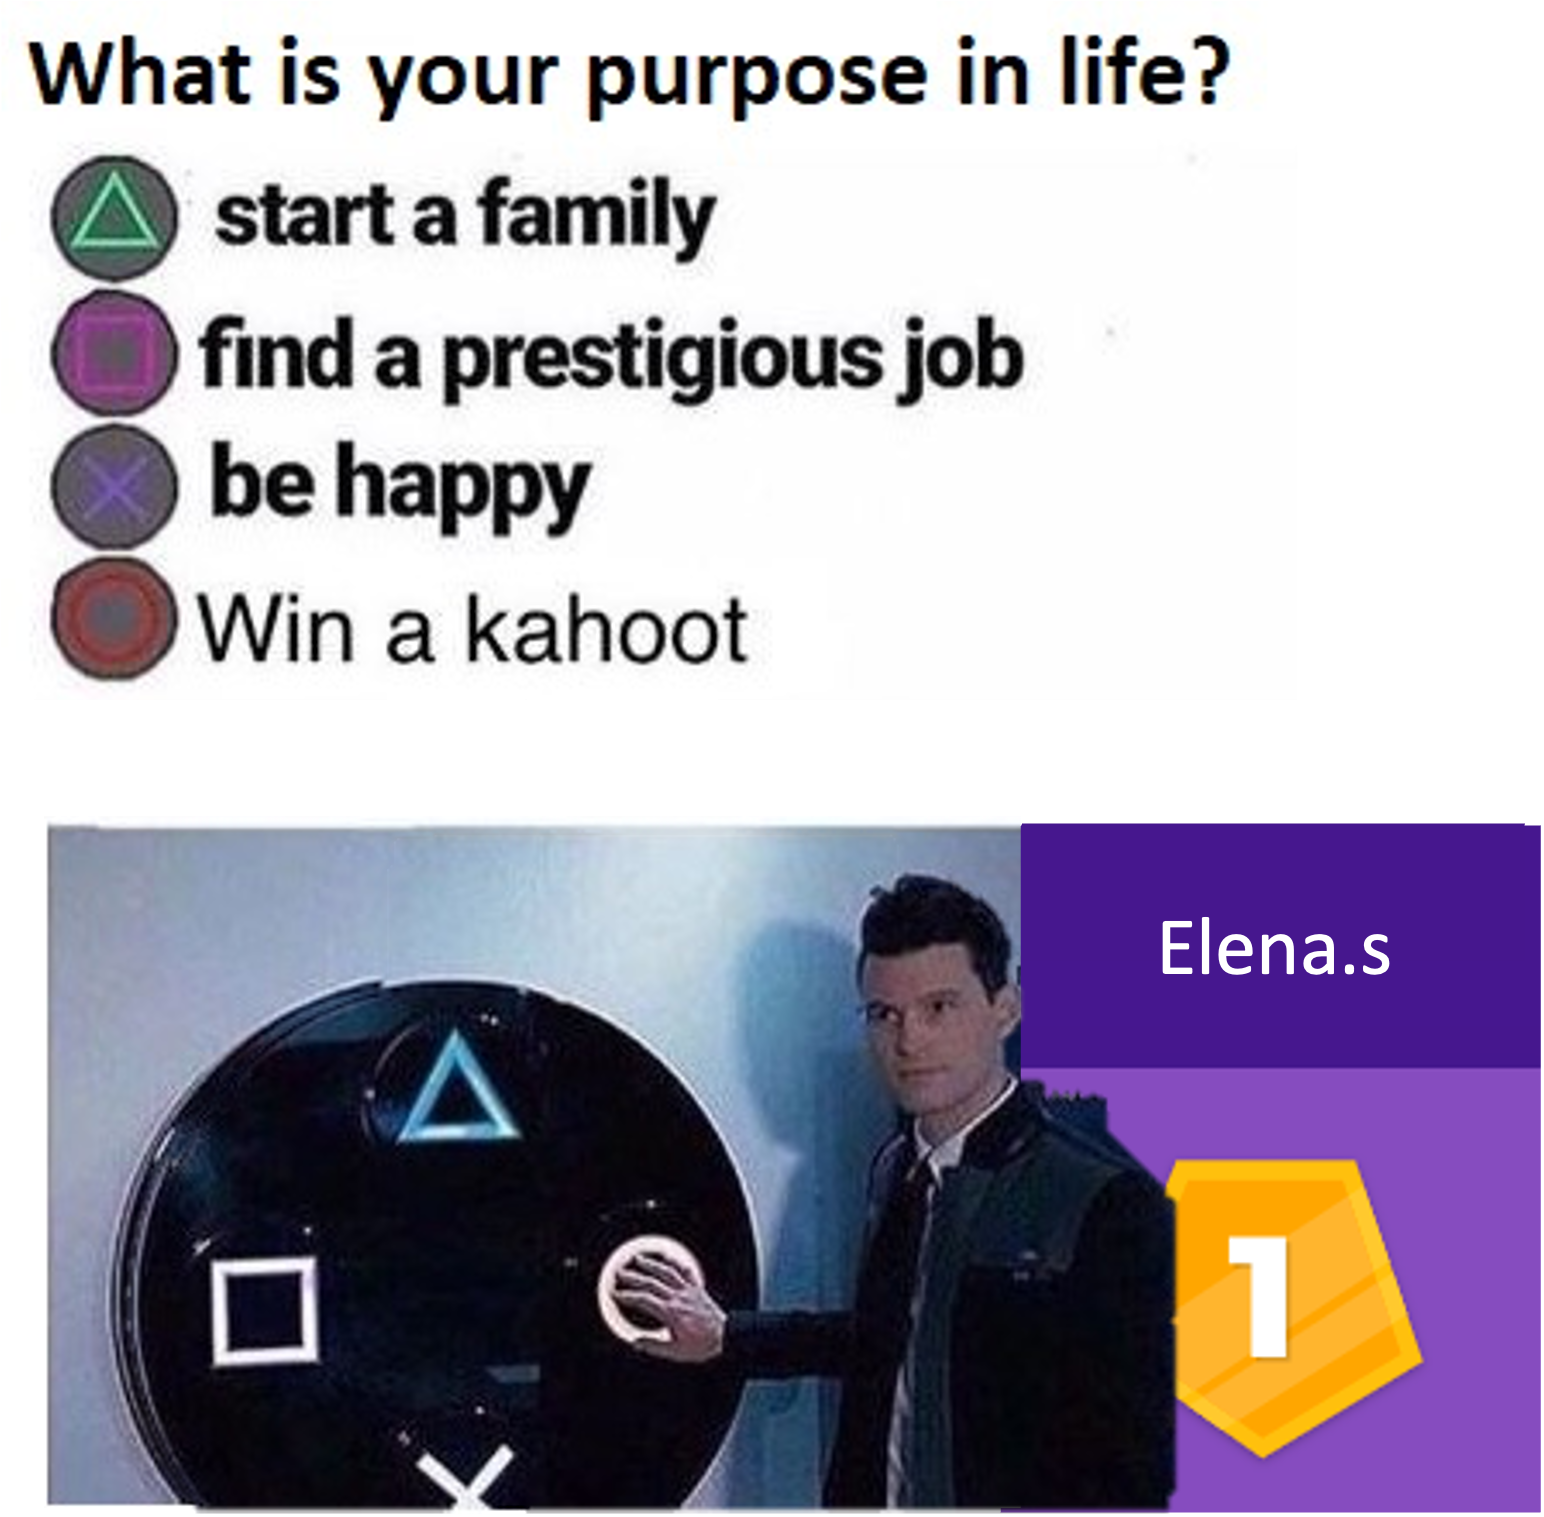 What is your purpose in life?
start a family
find a prestigious job
be happy
Win a kahoot
Elena.s
1